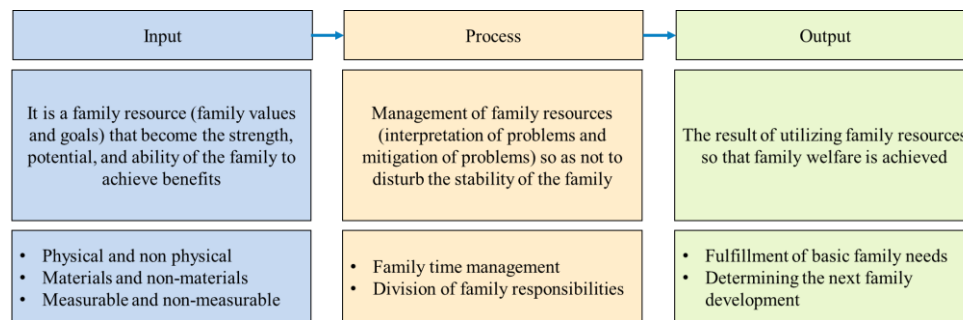 Input
Process
Output
It is a family resource (family values
and goals) that become the strength,
potential, and ability of the family to
achieve benefits
Management of family resources
(interpretation of problems and
mitigation of problems) so as not to
disturb the stability of the family
The result of utilizing family resources
so that family welfare is achieved
• Physical and non physical
• Materials and non-materials
• Measurable and non-measurable
• Family time management
• Division of family responsibilities
• Fulfillment of basic family needs
• Determining the next family
development